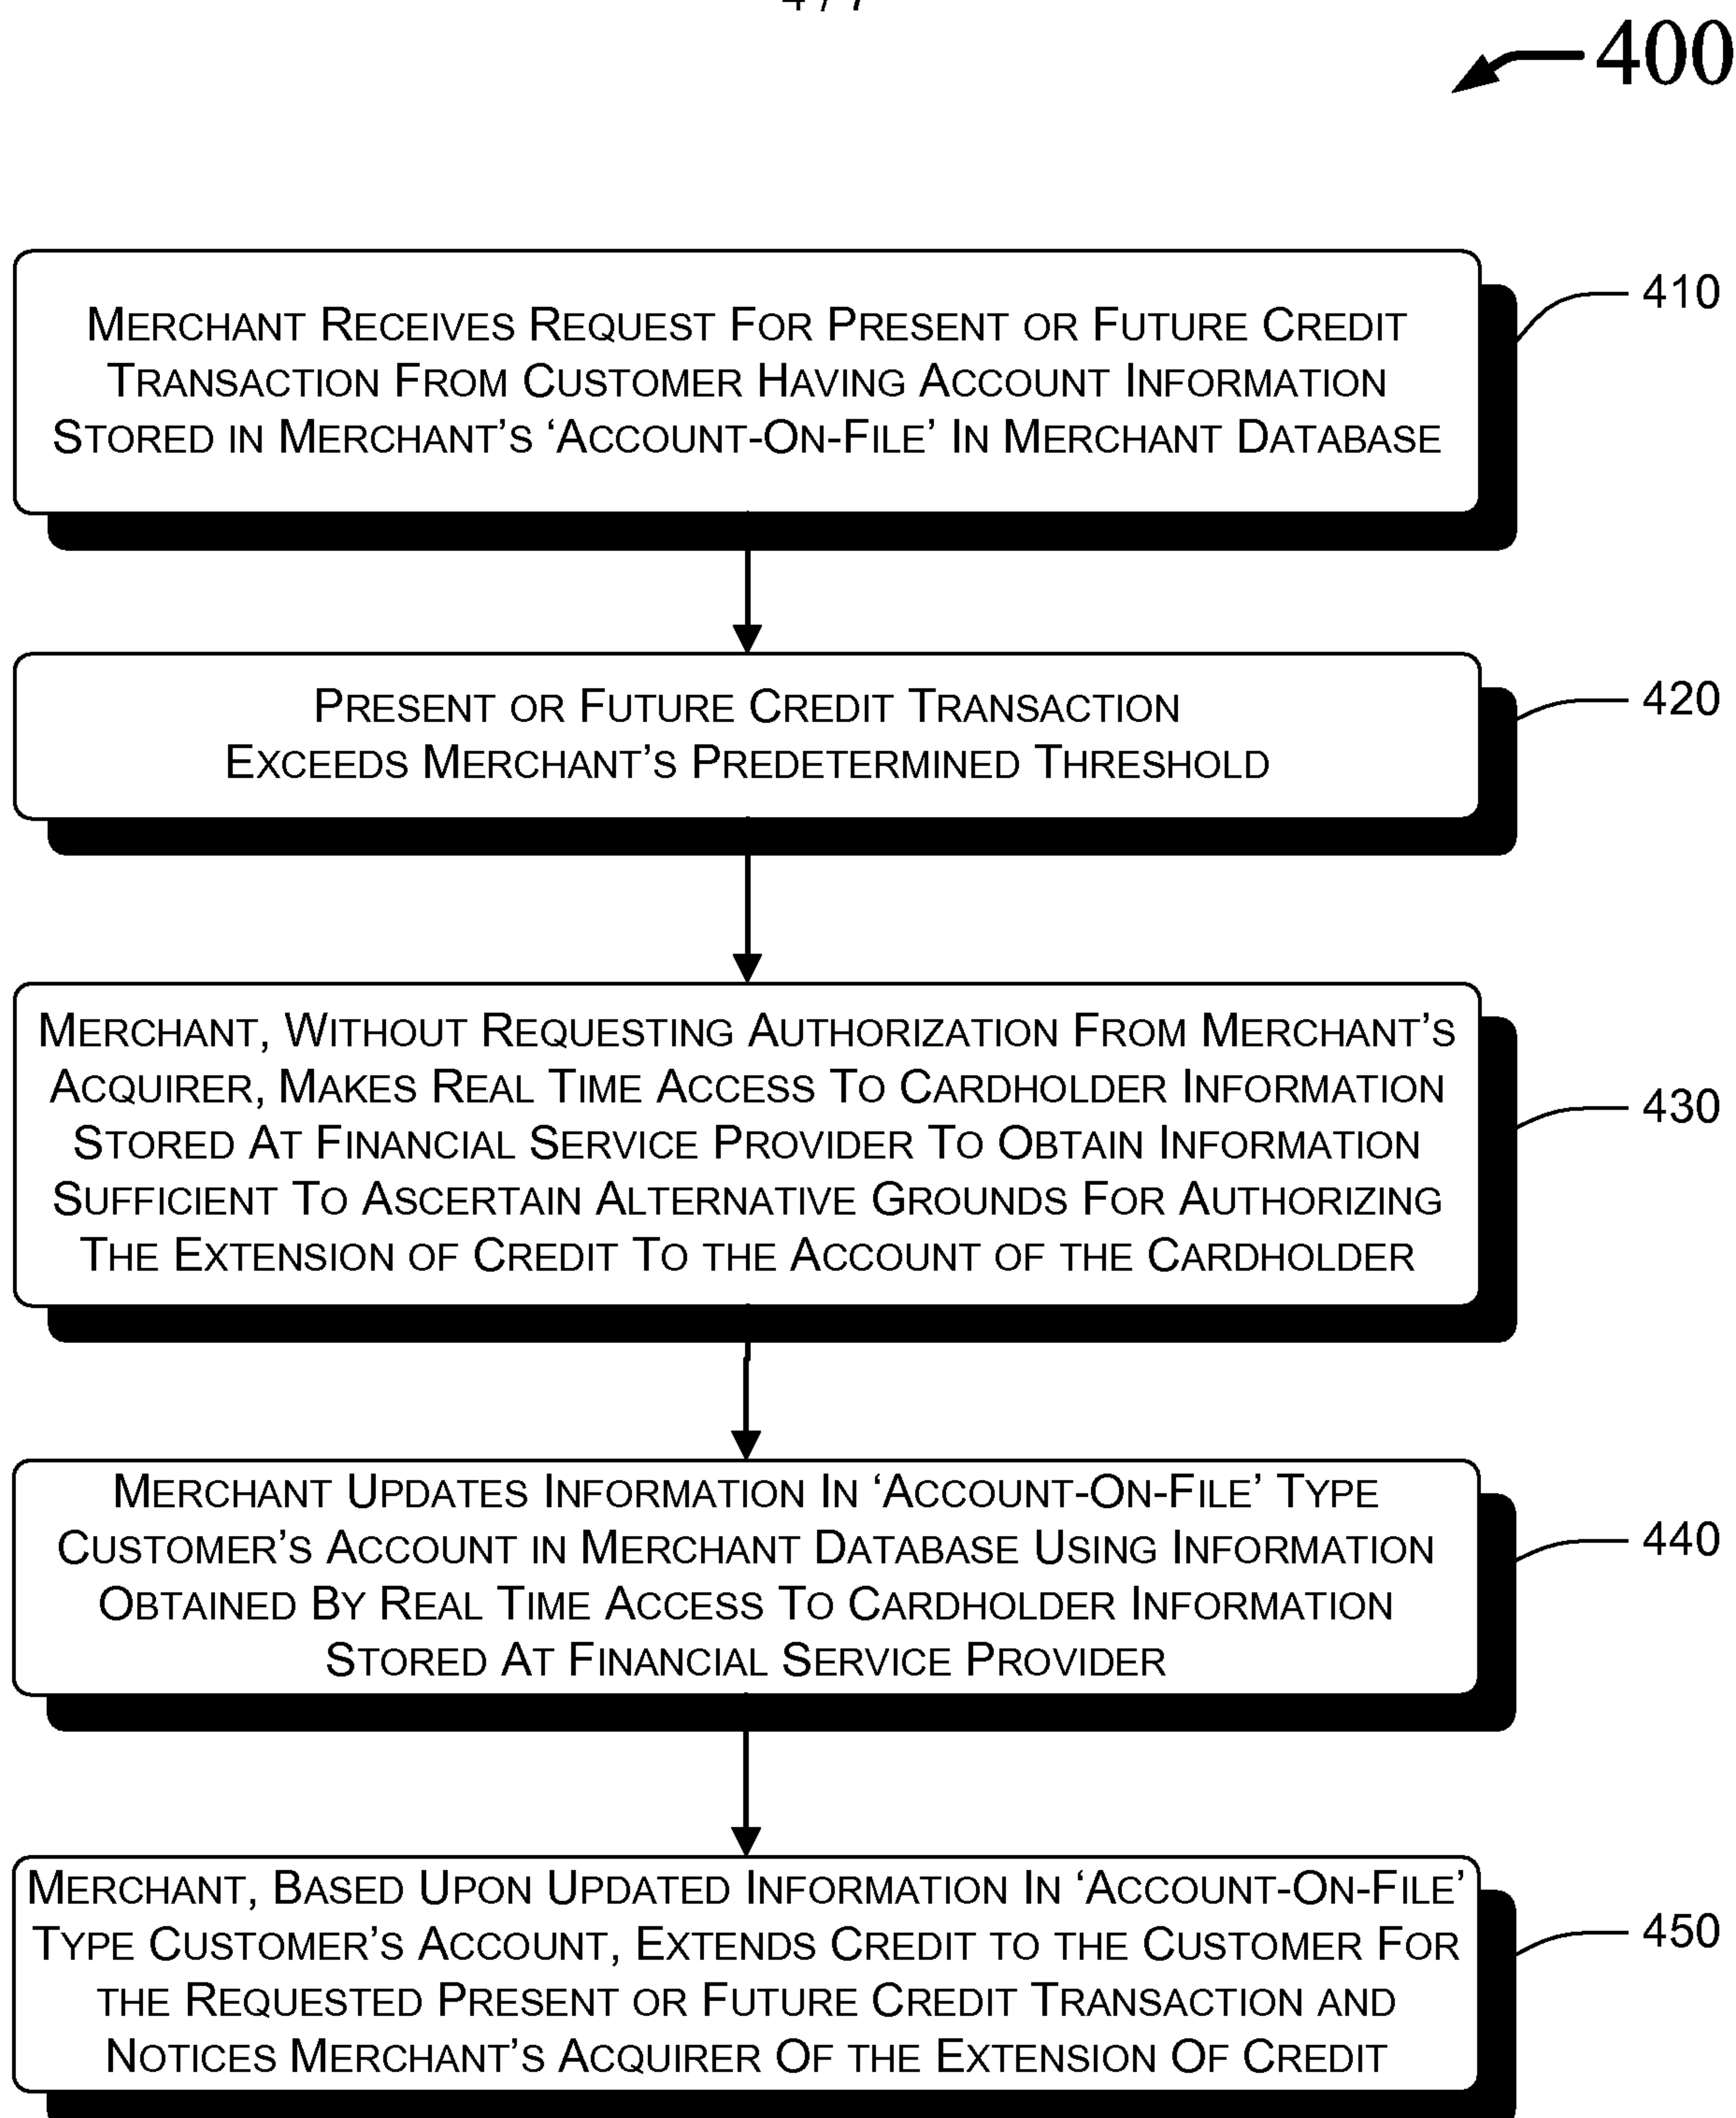 400
MERCHANT RECEIVES REQUEST FOR PRESENT OR FUTURE CREDIT
TRANSACTION FROM CUSTOMER HAVING ACCOUNT INFORMATION
STORED IN MERCHANT'S ‘ACCOUNT-ON-FILE’ IN MERCHANT DATABASE
410
PRESENT OR FUTURE CREDIT TRANSACTION
EXCEEDS MERCHANT'S PREDETERMINED THRESHOLD
420
MERCHANT, WITHOUT REQUESTING AUTHORIZATION FROM MERCHANT'S
ACQUIRER, MAKES REAL TIME ACCESS TO CARDHOLDER INFORMATION
STORED AT FINANCIAL SERVICE PROVIDER TO OBTAIN INFORMATION
SUFFICIENT TO ASCERTAIN ALTERNATIVE GROUNDS FOR AUTHORIZING
THE EXTENSION OF CREDIT TO THE ACCOUNT OF THE CARDHOLDER
430
MERCHANT UPDATES INFORMATION IN ‘ACCOUNT-ON-FILE’ TYPE
CUSTOMER'S ACCOUNT IN MERCHANT DATABASE USING INFORMATION
OBTAINED BY REAL TIME ACCESS TO CARDHOLDER INFORMATION
STORED AT FINANCIAL SERVICE PROVIDER
440
MERCHANT, BASED UPON UPDATED INFORMATION IN ‘ACCOUNT-ON-FILE’
TYPE CUSTOMER'S ACCOUNT, EXTENDS CREDIT TO THE CUSTOMER FOR
THE REQUESTED PRESENT OR FUTURE CREDIT TRANSACTION AND
NOTICES MERCHANT'S ACQUIRER OF THE EXTENSION OF CREDIT
450